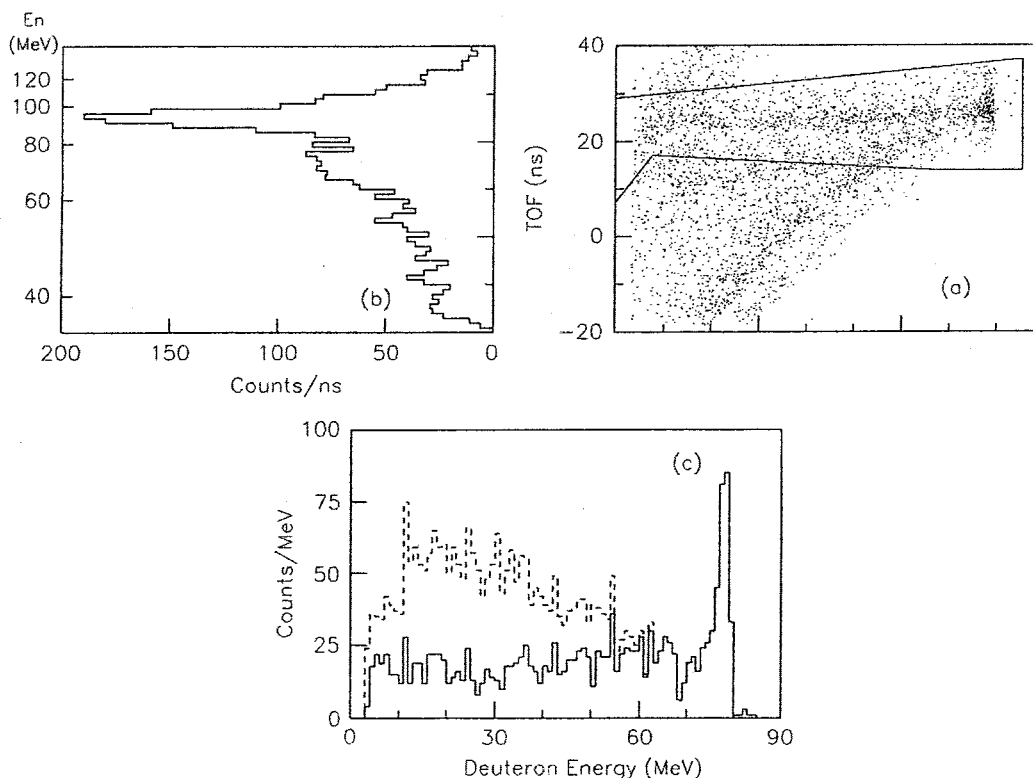 En
(MeV)
120
100
80
60
40
(b)
200 150 100 50 0
Counts/ns
40
20
0
-20
TOF (ns)
(a)
100
75
50
25
0
Counts/MeV
(c)
0 30 60 90
Deuteron Energy (MeV)